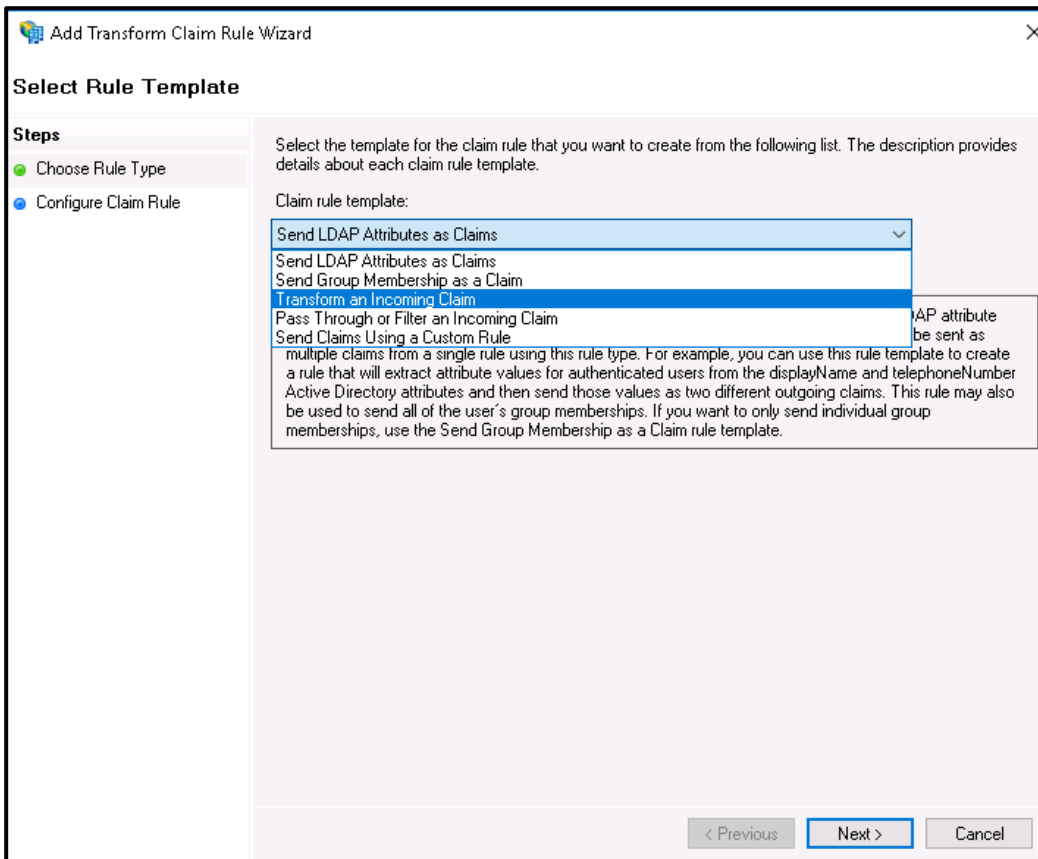 Add Transform Claim Rule Wizard
Select Rule Template
Steps
Choose Rule Type
Configure Claim Rule
Select the template for the claim rule that you want to create from the following list. The description provides
details about each claim rule template.
Claim rule template:
Send LDAP Attributes as Claims
Send LDAP Attributes as Claims
Send Group Membership as a Claim
Transform an Incoming Claim
Pass Through or Filter an Incoming Claim
Send Claims Using a Custom Rule
AP attribute
be sent as
multiple claims from a single rule using this rule type. For example, you can use this rule template to create
a rule that will extract attribute values for authenticated users from the displayName and telephoneNumber
Active Directory attributes and then send those values as two different outgoing claims. This rule may also
be used to send all of the user's group memberships. If you want to only send individual group
memberships, use the Send Group Membership as a Claim rule template.
< Previous
Next >
Cancel